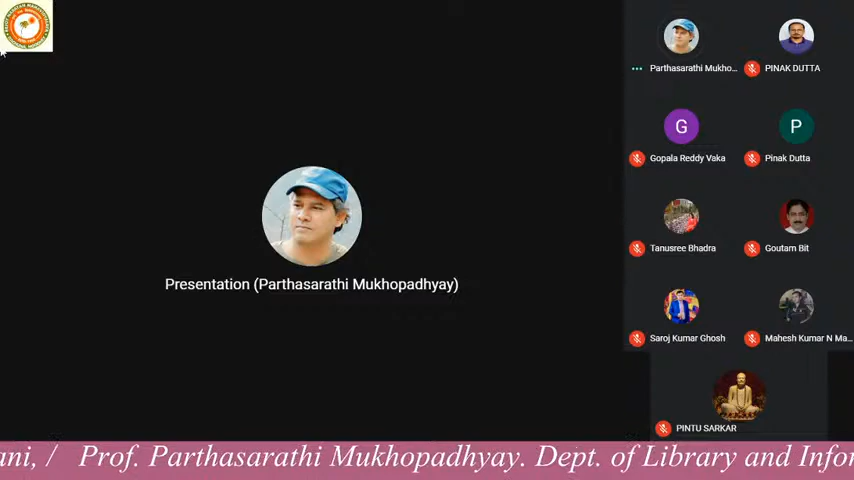 Parthasarathi Mukho...
PINAK DUTTA
G
P
Gopala Reddy Vaka
Pinak Dutta
Tanusree Bhadra
Goutam Bit
Presentation (Parthasarathi Mukhopadhyay)
Saroj Kumar Ghosh
Mahesh Kumar N Ma...
PINTU SARKAR
ani, / Prof. Parthasarathi Mukhopadhyay. Dept. of Library and Infor